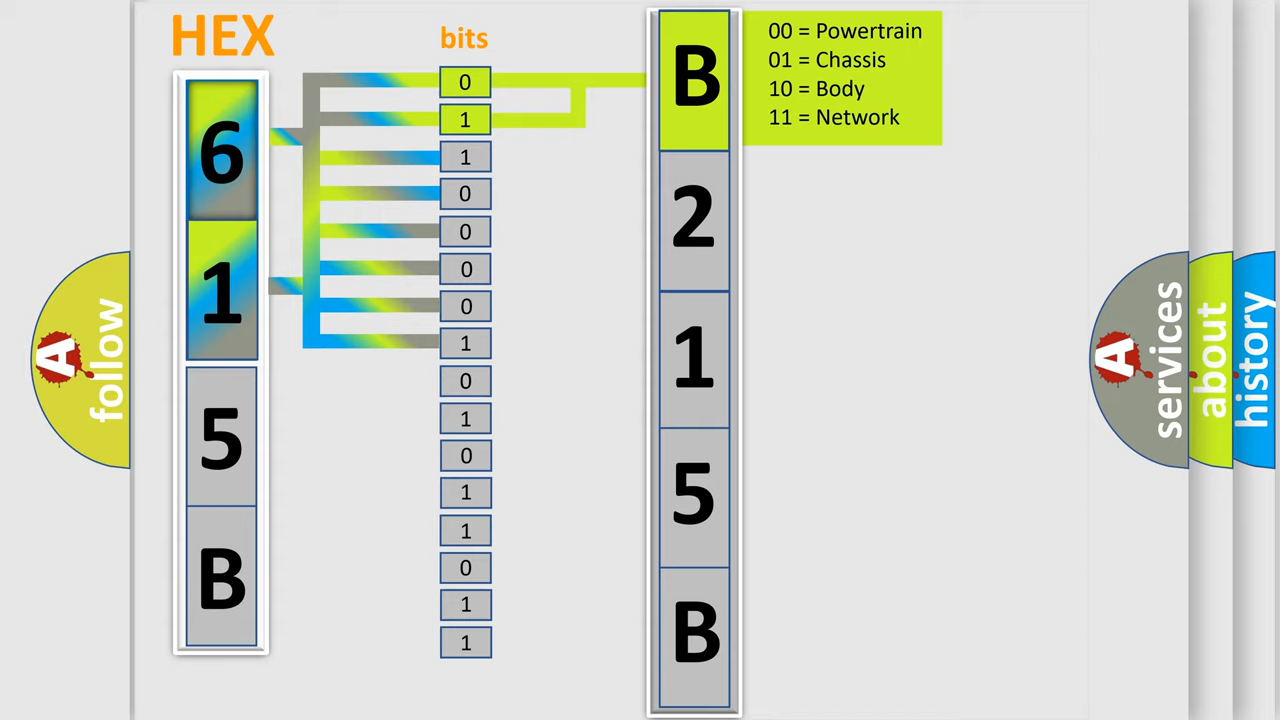 HEX
bits
6
1
5
B
0
1
1
0
0
0
0
1
0
1
0
1
1
0
1
1
B
2
1
5
B
00 = Powertrain
01 = Chassis
10 = Body
11 = Network
A
follow
A
services
about
history